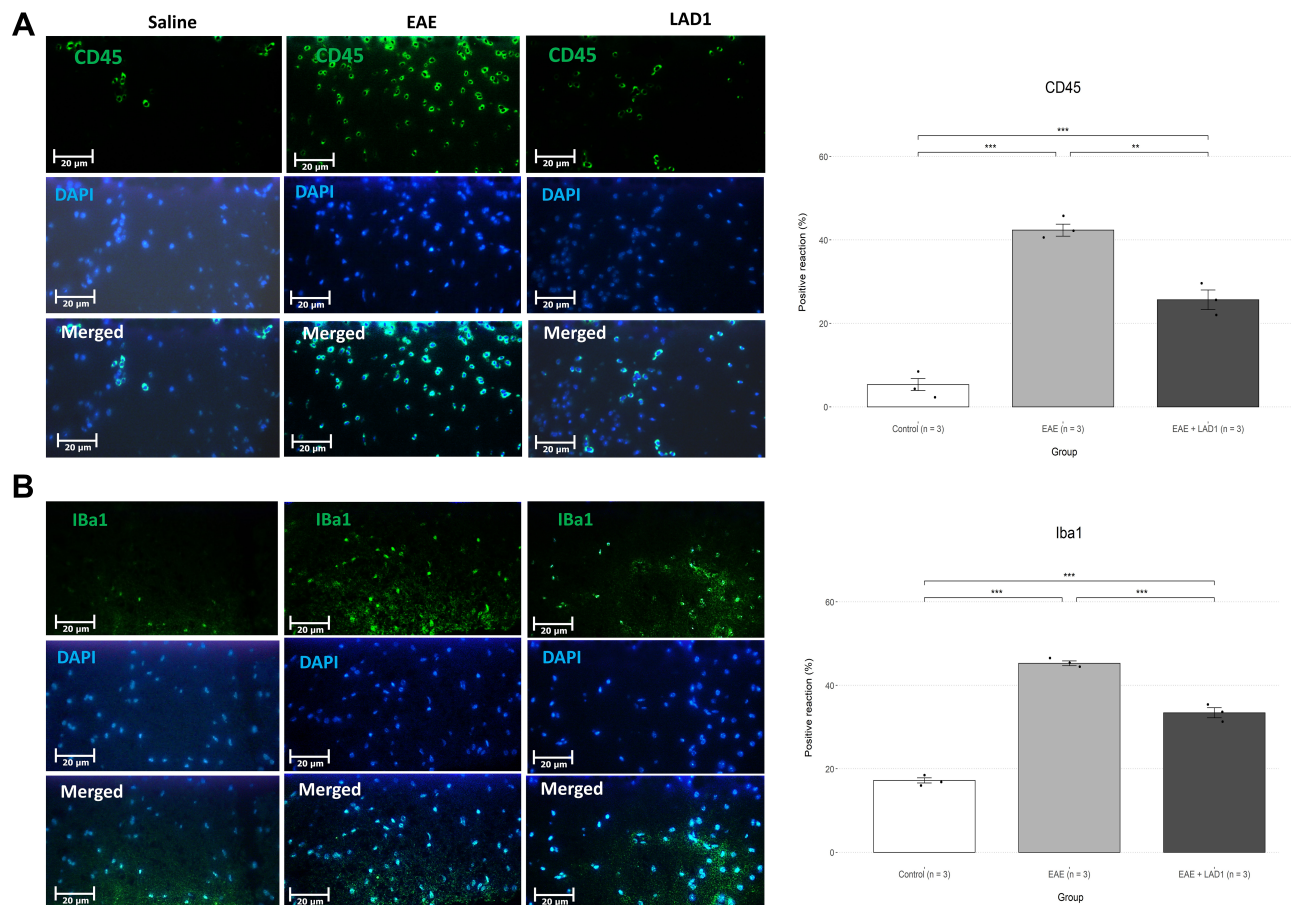 A
Saline
EAE
LAD1
CD45
CD45
CD45
20 µm
20 µm
20 µm
DAPI
DAPI
DAPI
20 µm
20 µm
20 µm
Merged
Merged
Merged
20 µm
20 µm
20 µm
CD45
***
***
**
60
40
20
0
Positive reaction (%)
Control (n = 3)
EAE (n = 3)
EAE + LAD1 (n = 3)
Group
B
IBa1
IBa1
IBa1
20 µm
20 µm
20 µm
DAPI
DAPI
DAPI
20 µm
20 µm
20 µm
Merged
Merged
Merged
20 µm
20 µm
20 µm
Iba1
***
***
***
60
40
20
0
Positive reaction (%)
Control (n = 3)
EAE (n = 3)
EAE + LAD1 (n = 3)
Group